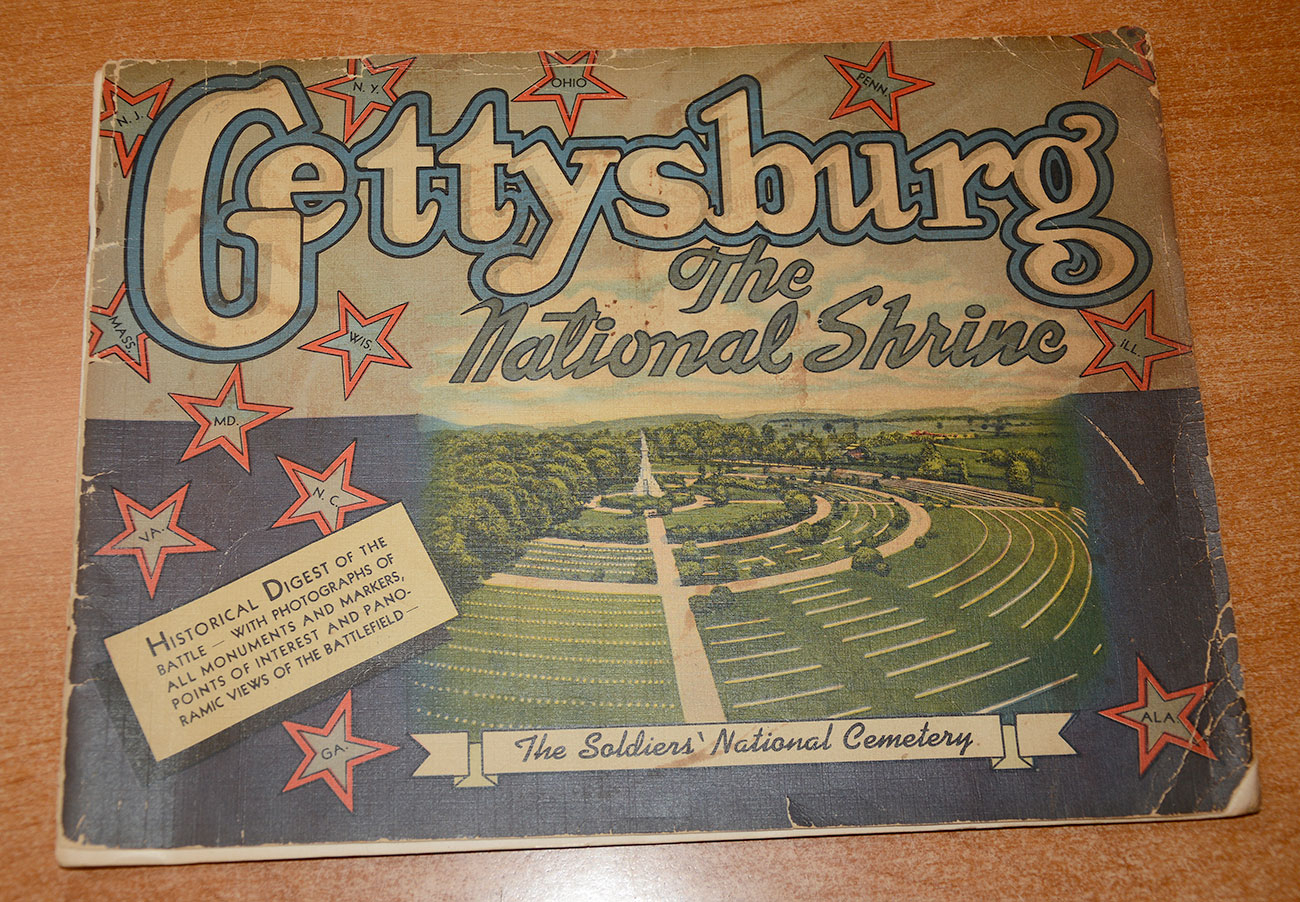 N.J.
N.Y.
OHIO
PENN.
Gettysburg
The
National Shrine
MASS.
WIS.
ILL.
MD.
N.C
VA.
HISTORICAL DIGEST OF THE
BATTLE — WITH PHOTOGRAPHS OF
ALL MONUMENTS AND MARKERS,
POINTS OF INTEREST AND PANO-
RAMIC VIEWS OF THE BATTLEFIELD —
GA.
ALA.
The Soldiers' National Cemetery